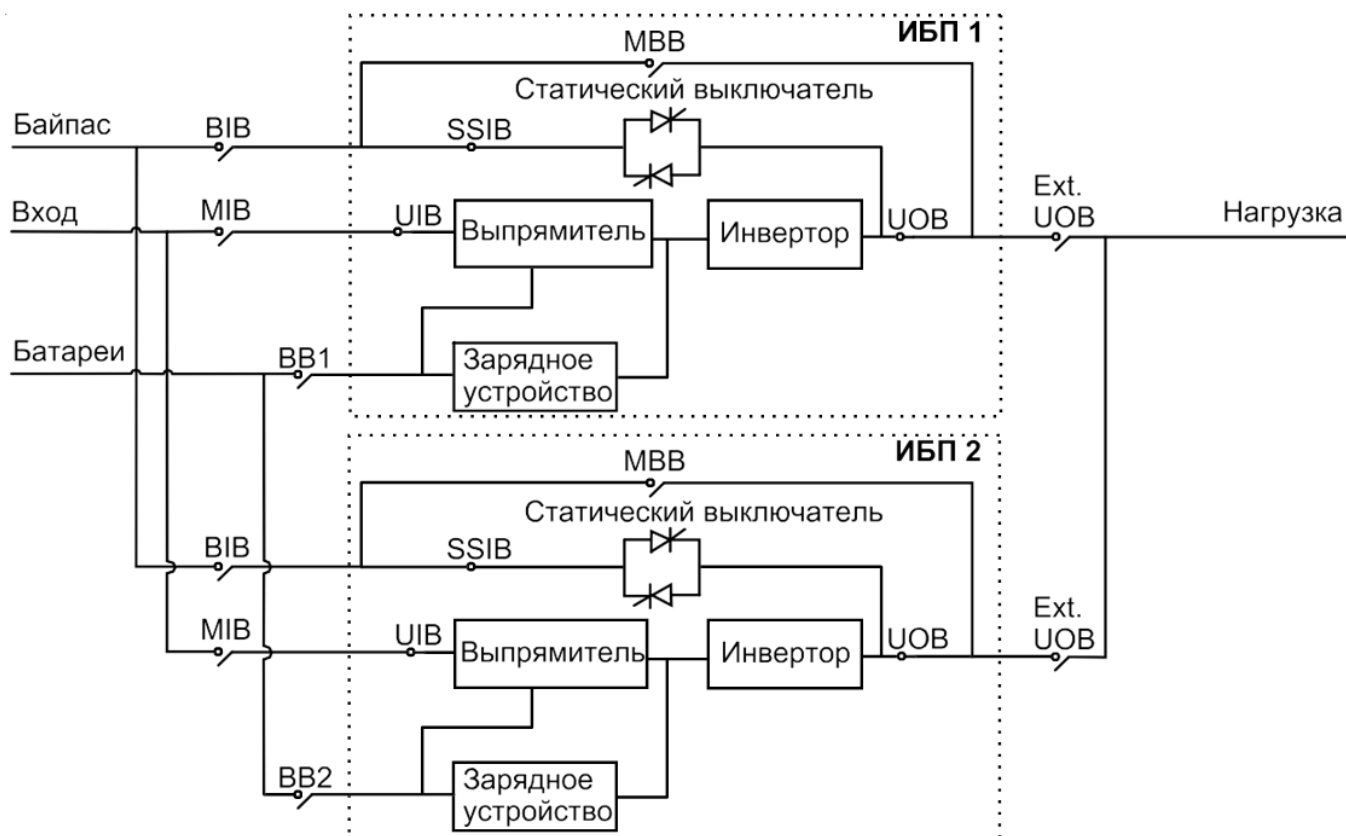 ИБП 1
MBB
Статический выключатель
Байпас
BIB
SSIB
Ext.
UOB
Вход
MIB
UIB
Выпрямитель
Инвертор
UOB
Нагрузка
Батареи
BB1
Зарядное
устройство
ИБП 2
MBB
Статический выключатель
BIB
SSIB
Ext.
UOB
MIB
UIB
Выпрямитель
Инвертор
UOB
BB2
Зарядное
устройство